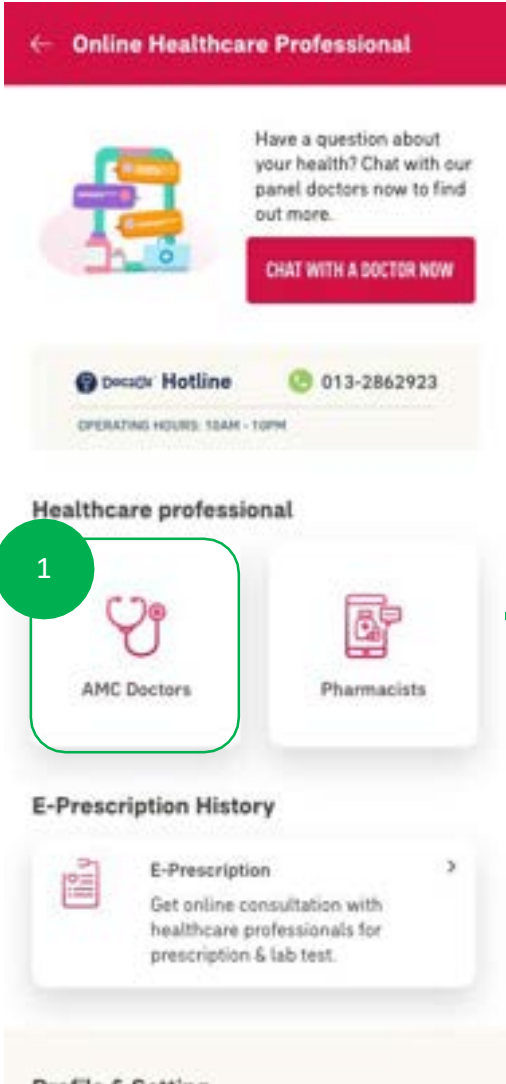 ← Online Healthcare Professional
Have a question about
your health? Chat with our
panel doctors now to find
out more.
CHAT WITH A DOCTOR NOW
Hotline 013-2862923
OPERATING HOURS: 10AM - 10PM
Healthcare professional
1
AMC Doctors Pharmacists
E-Prescription History
E-Prescription >
Get online consultation with
healthcare professionals for
prescription & lab test.
Profile & Setting